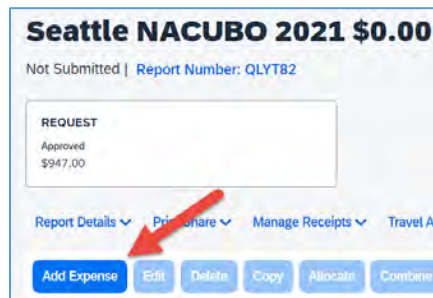 Seattle NACUBO 2021 $0.00
Not Submitted | Report Number: QLYT82
REQUEST
Approved
$947.00
Report Details Print/Share Manage Receipts Travel A
Add Expense Edit Delete Copy Allocate Combine